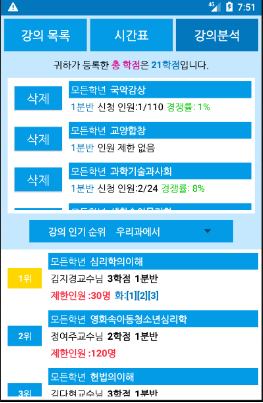 7:51
강의 목록 시간표 강의분석
귀하가 등록한 총 학점은 21학점입니다.
모든학년 국악감상
삭제
1분반 신청 인원:1/110 경쟁률: 1%
모든학년 교양합창
삭제
1분반 인원 제한 없음
모든학년 과학기술과사회
삭제
1분반 신청 인원:2/24 경쟁률: 8%
강의 인기 순위 우리과에서
모든학년 심리학의이해
1위 김지경교수님 3학점 1분반
제한인원 :30명 화:[1][2][3]
모든학년 영화속아동청소년심리학
2위 정여주교수님 2학점 1분반
제한인원 :120명
모든학년 헌법의이해
3위 김다현교수님 3학점 1분반